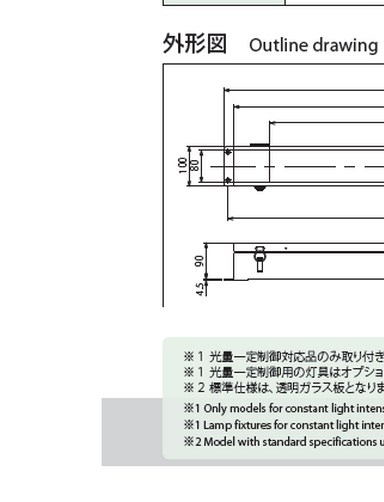 外形図 Outline drawing
100
80
90
4.5
※1 光量一定制御対応品のみ取り付き
※1 光量一定制御用の灯具はオプショ
※2 標準仕様は、透明ガラス板となりま
※1 Only models for constant light intens
※1 Lamp fixtures for constant light inter
※2 Model with standard specifications u